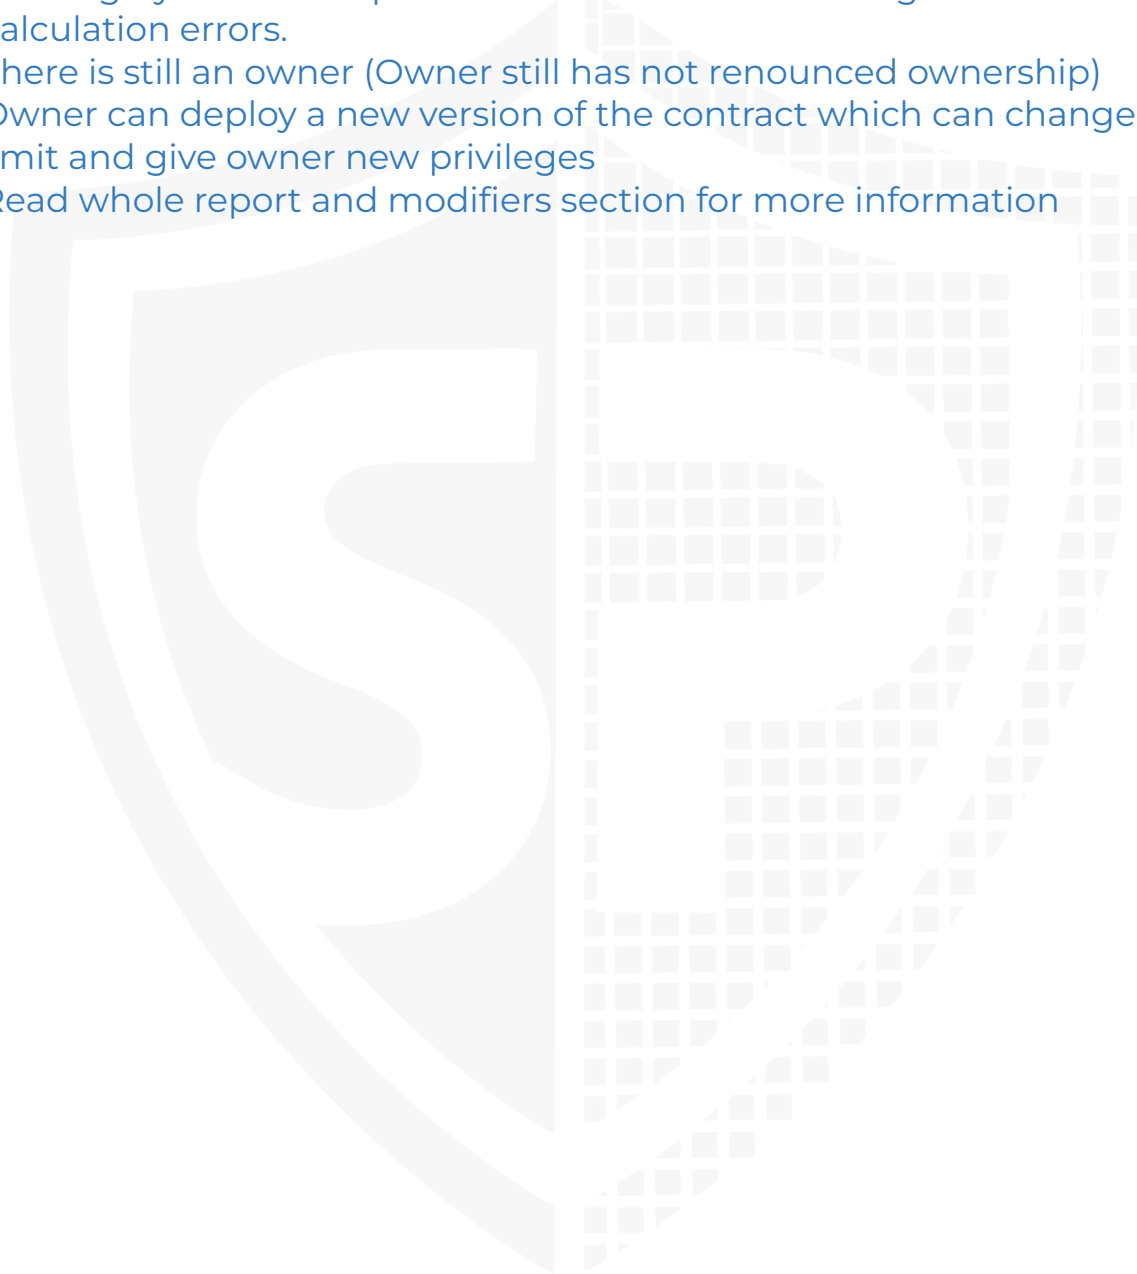 alculation errors.
here is still an owner (Owner still has not renounced ownership)
Owner can deploy a new version of the contract which can change
mit and give owner new privileges
Read whole report and modifiers section for more information
SP